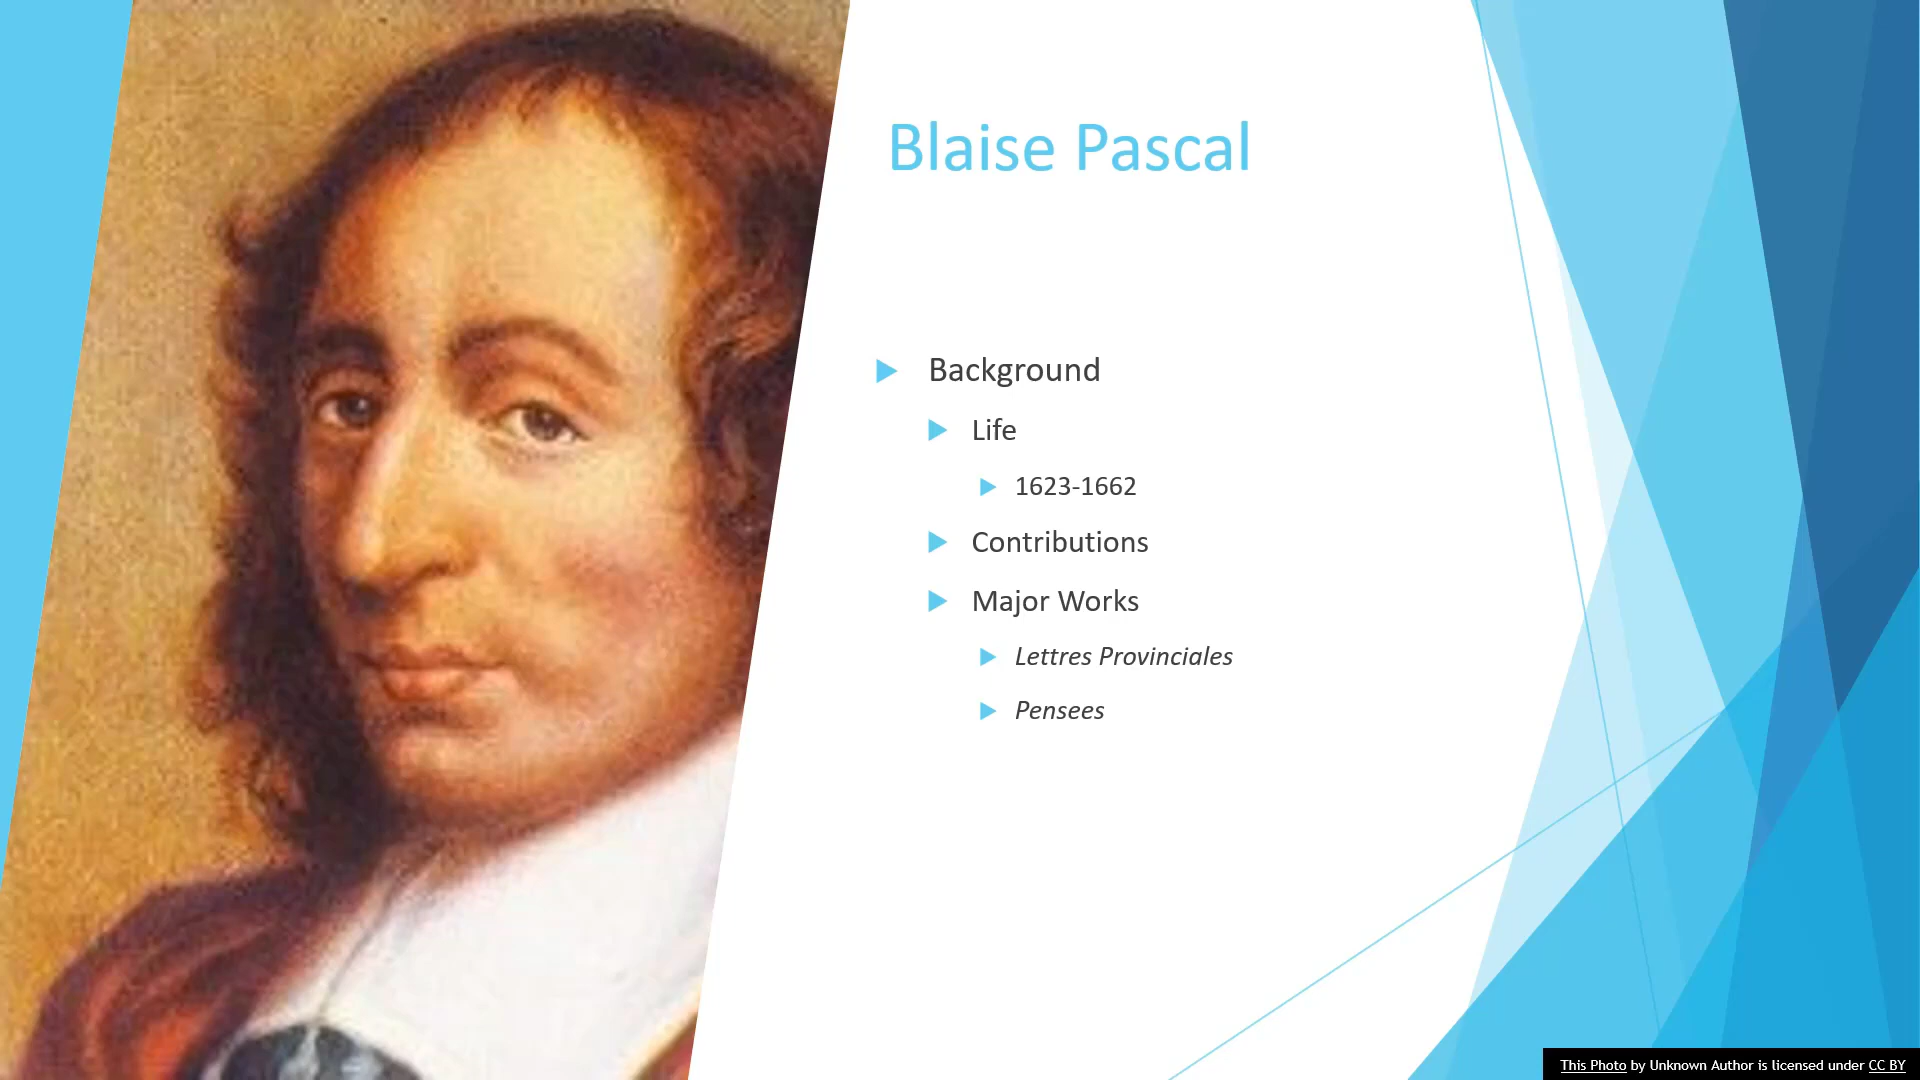 Blaise Pascal
Background
Life
1623-1662
Contributions
Major Works
Lettres Provinciales
Pensees
This Photo by Unknown Author is licensed under CC BY